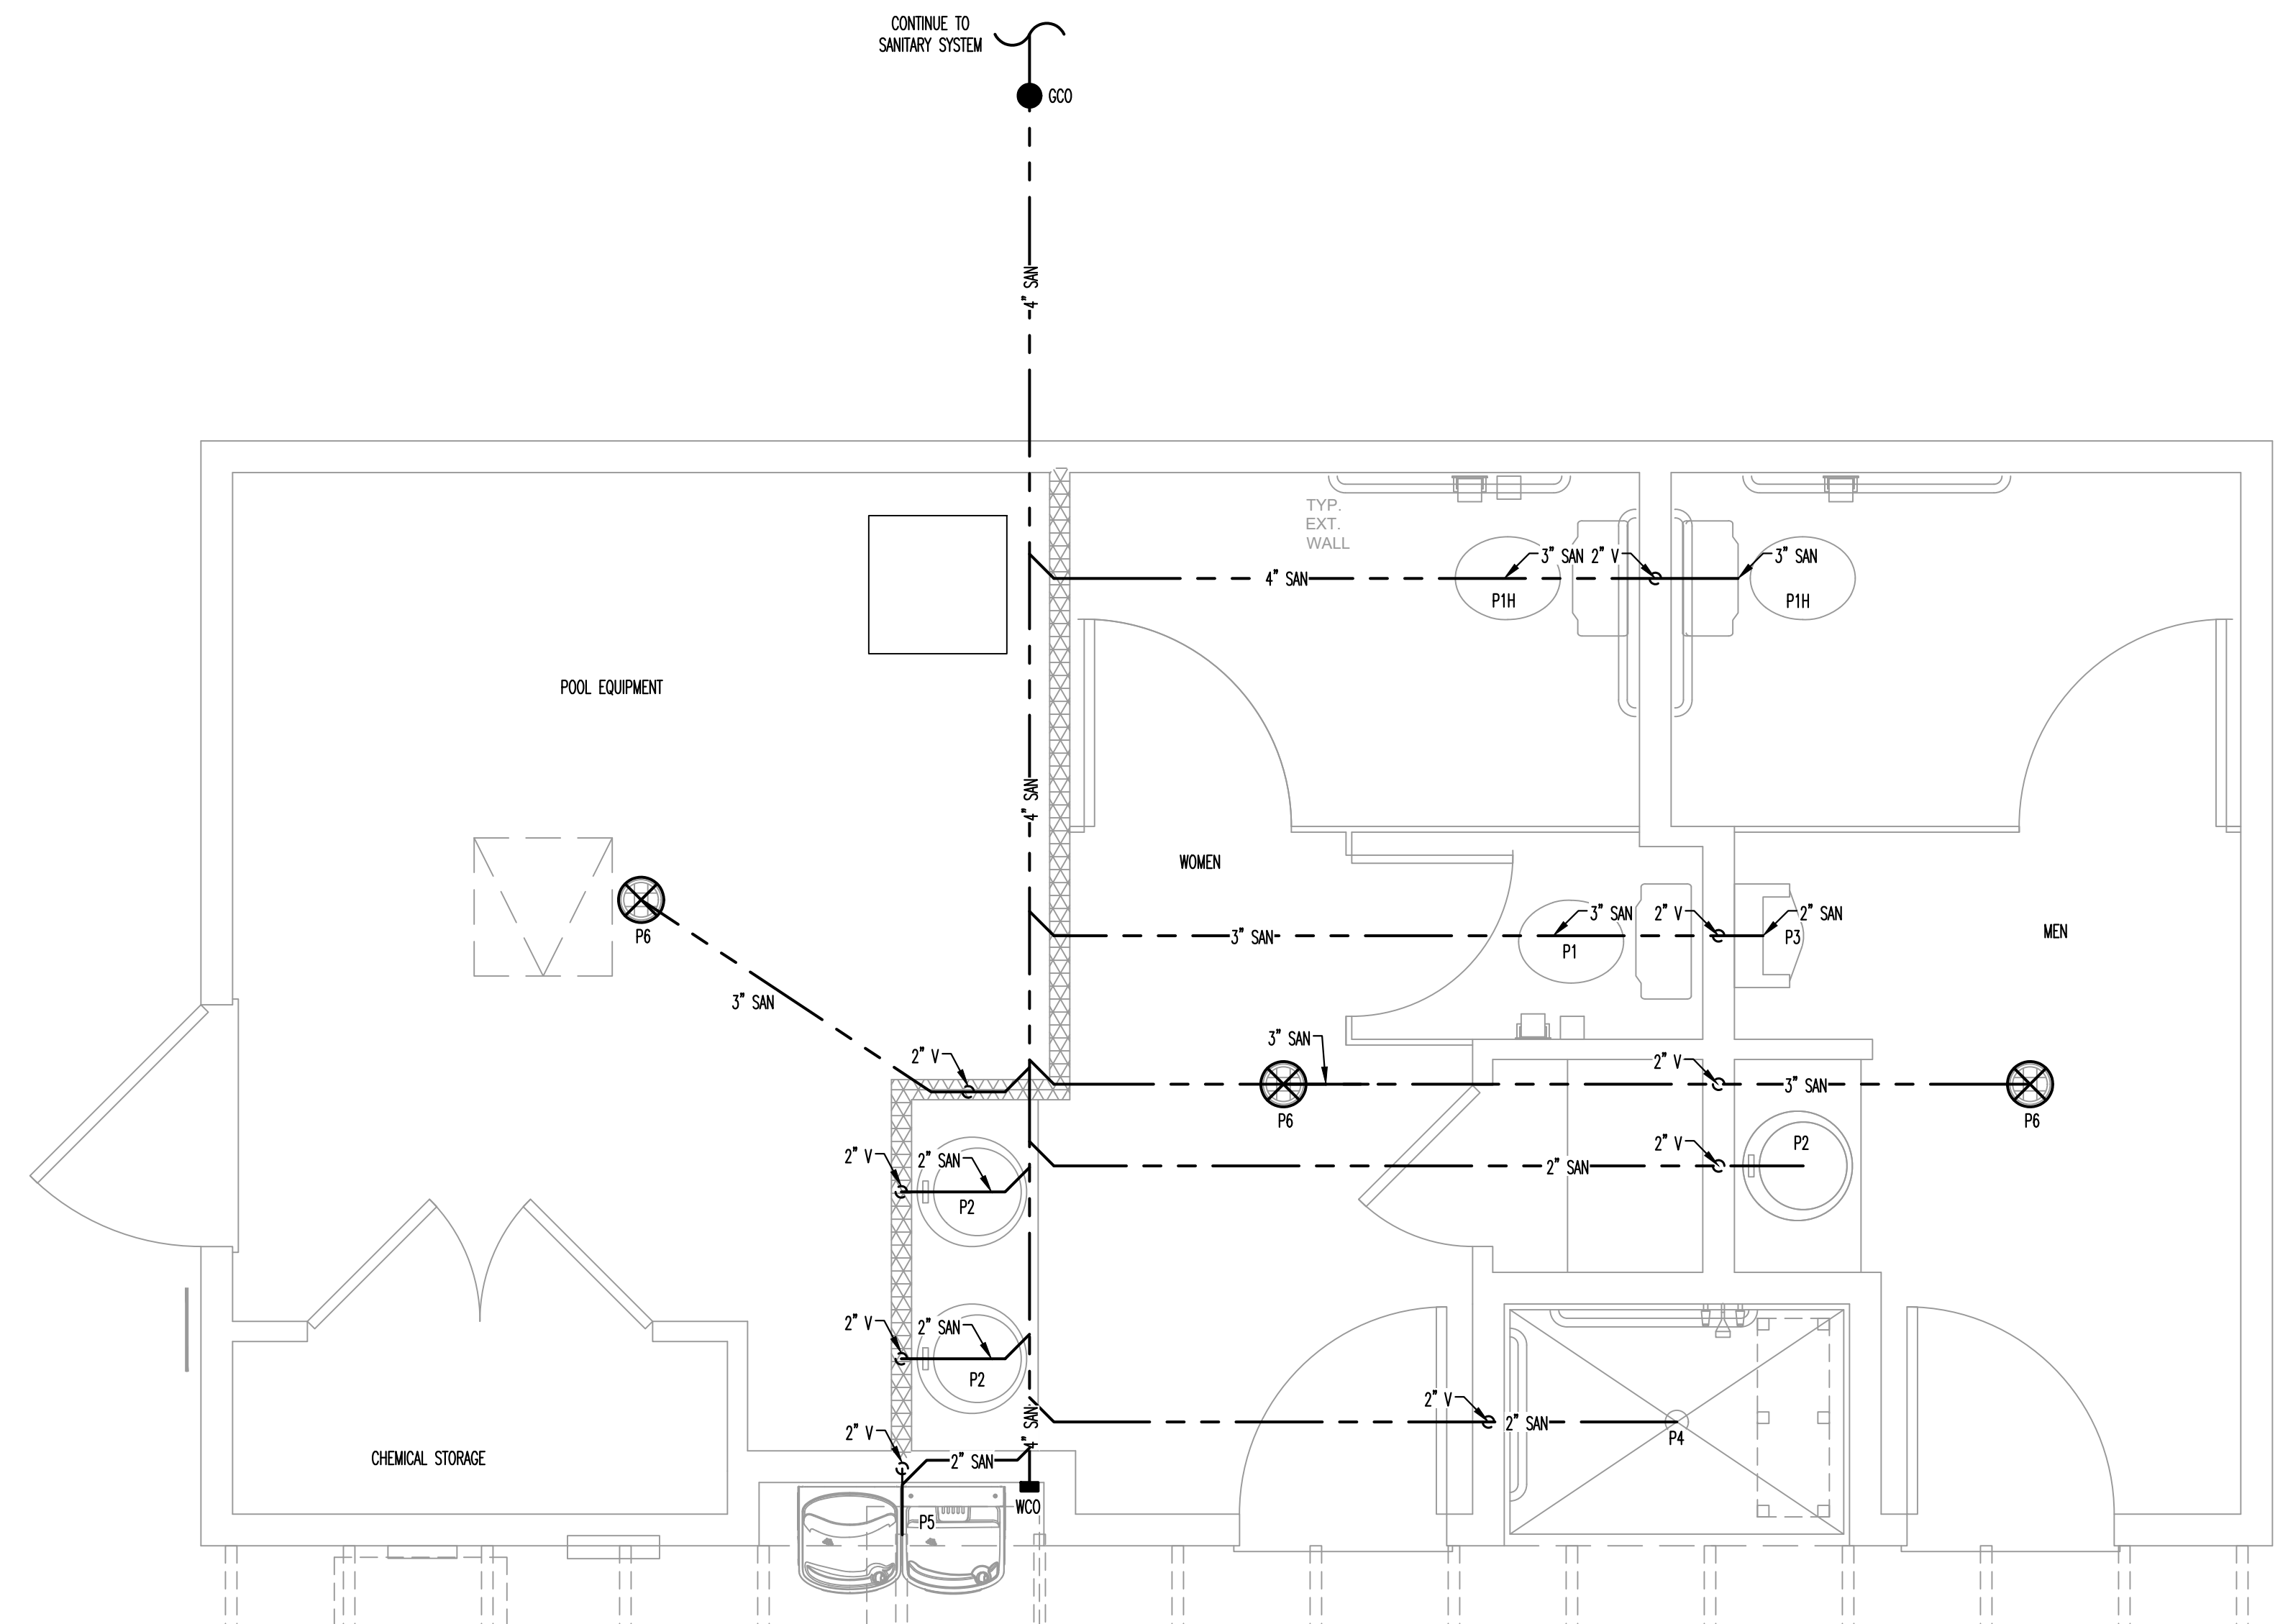 CONTINUE TO
SANITARY SYSTEM
GCO
4" SAN
TYP.
EXT.
WALL
3" SAN 2" V
3" SAN
4" SAN
P1H
P1H
POOL EQUIPMENT
4" SAN
WOMEN
3" SAN
2" V
2" SAN
P6
3" SAN
P1
P3
MEN
3" SAN
2" V
3" SAN
2" V
3" SAN
P6
P6
2" V
2" SAN
2" V
P2
2" SAN
P2
2" V
2" SAN
P2
2" V
4" SAN
2" SAN
P4
2" V
2" SAN
CHEMICAL STORAGE
WCO
P5